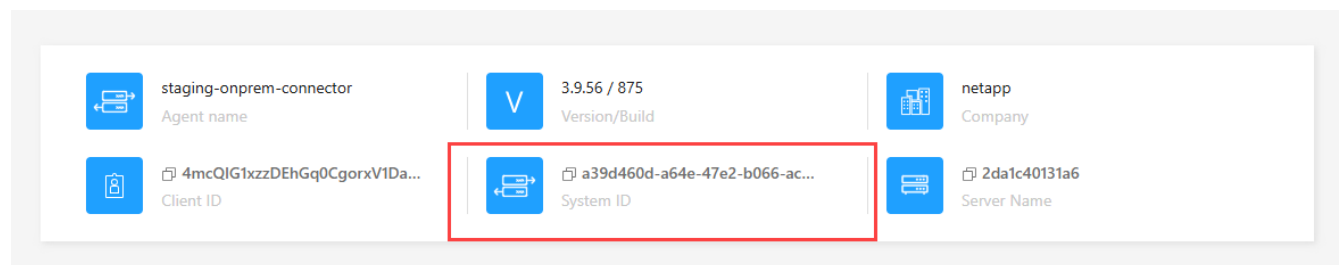 staging-onprem-connector
Agent name
V
3.9.56 / 875
Version/Build
netapp
Company
4mcQIG1xzzDEhGq0CgorxV1Da...
Client ID
a39d460d-a64e-47e2-b066-ac...
System ID
2da1c40131a6
Server Name